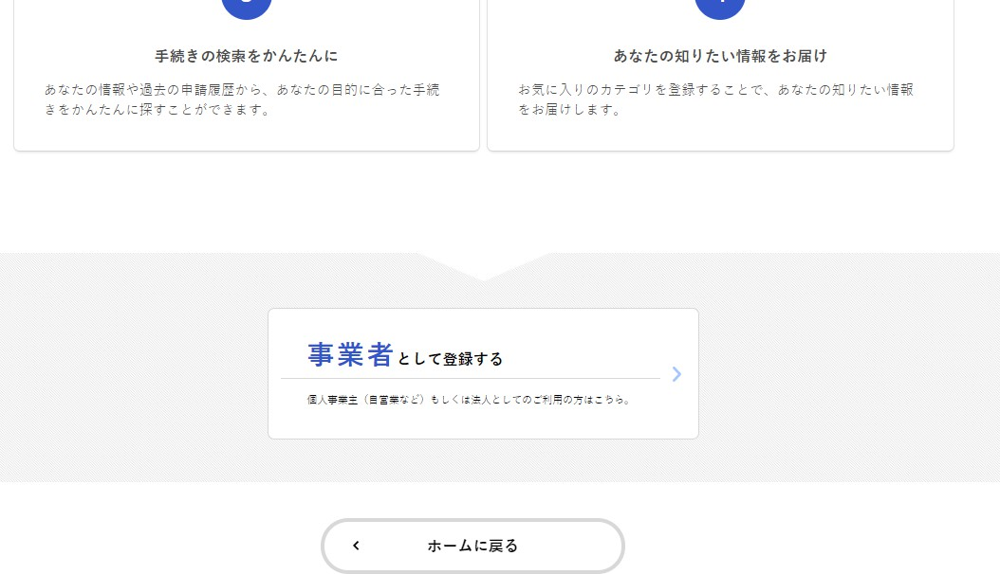 手続きの検索をかんたんに
あなたの情報や過去の申請履歴から、あなたの目的に合った手続
きをかんたんに探すことができます。
あなたの知りたい情報をお届け
お気に入りのカテゴリを登録することで、あなたの知りたい情報
をお届けします。
事業者として登録する
個人事業主（自営業など）もしくは法人としてのご利用の方はこちら。
ホームに戻る